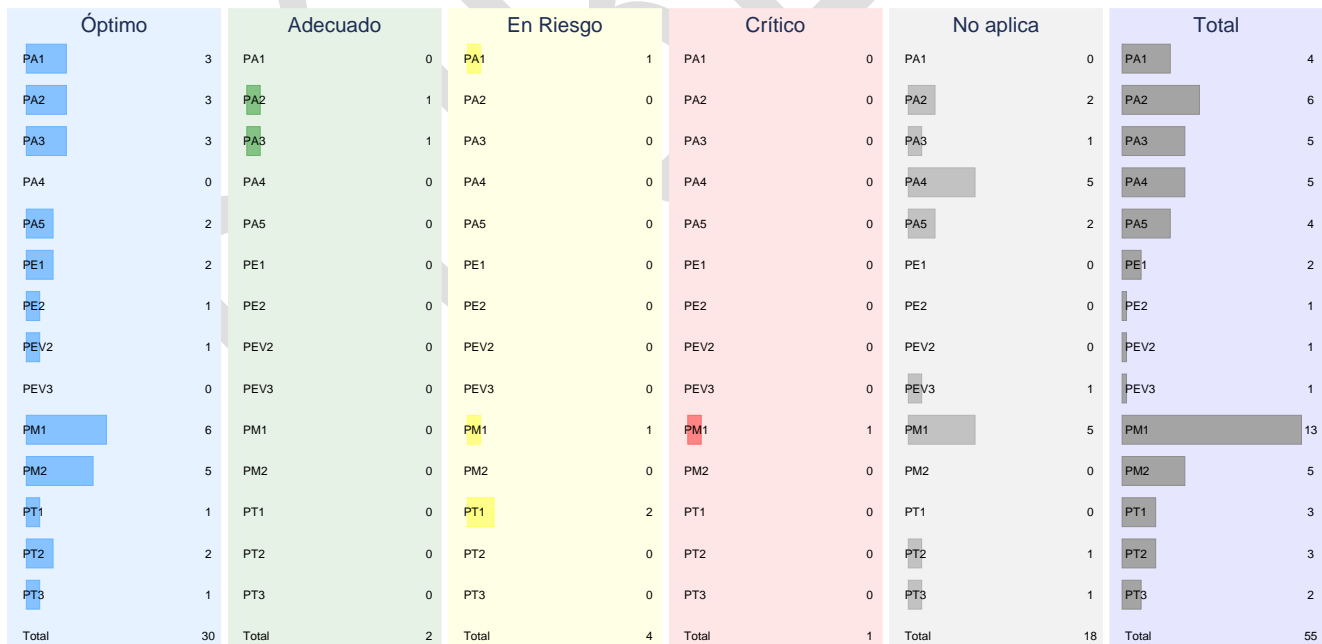 Óptimo Adecuado En Riesgo Crítico No aplica Total
PA1 3 PA1 0 PA1 1 PA1 0 PA1 0 PA1 4
PA2 3 PA2 1 PA2 0 PA2 0 PA2 2 PA2 6
PA3 3 PA3 1 PA3 0 PA3 0 PA3 1 PA3 5
PA4 0 PA4 0 PA4 0 PA4 0 PA4 5 PA4 5
PA5 2 PA5 0 PA5 0 PA5 0 PA5 2 PA5 4
PE1 2 PE1 0 PE1 0 PE1 0 PE1 0 PE1 2
PE2 1 PE2 0 PE2 0 PE2 0 PE2 0 PE2 1
PEV2 1 PEV2 0 PEV2 0 PEV2 0 PEV2 0 PEV2 1
PEV3 0 PEV3 0 PEV3 0 PEV3 0 PEV3 1 PEV3 1
PM1 6 PM1 0 PM1 1 PM1 1 PM1 5 PM1 13
PM2 5 PM2 0 PM2 0 PM2 0 PM2 0 PM2 5
PT1 1 PT1 0 PT1 2 PT1 0 PT1 0 PT1 3
PT2 2 PT2 0 PT2 0 PT2 0 PT2 1 PT2 3
PT3 1 PT3 0 PT3 0 PT3 0 PT3 1 PT3 2
Total 30 Total 2 Total 4 Total 1 Total 18 Total 55